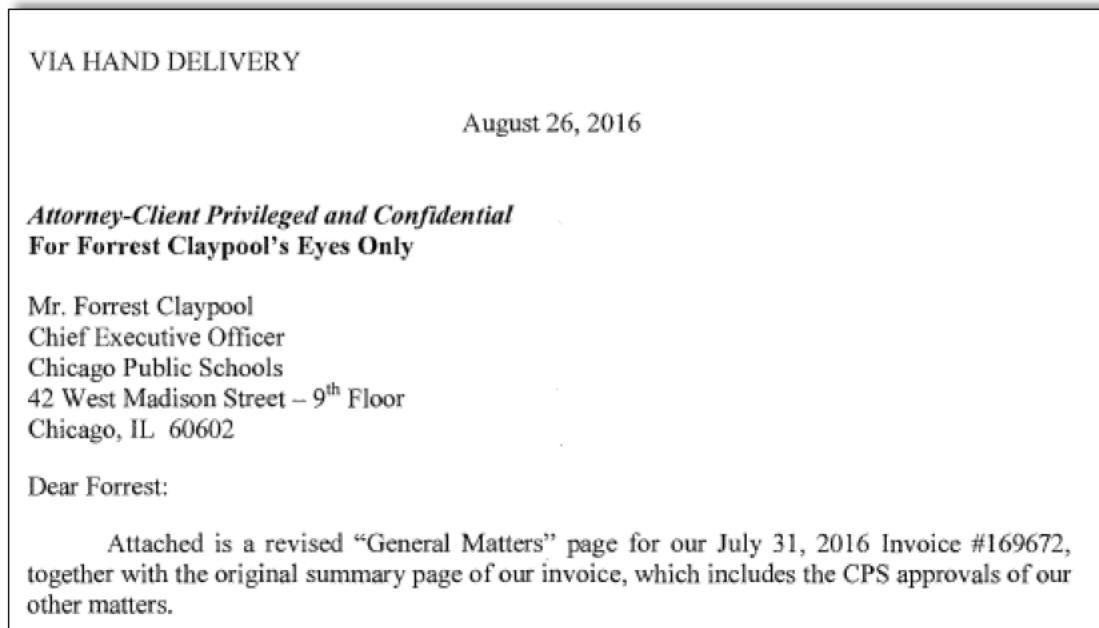 VIA HAND DELIVERY
August 26, 2016
Attorney-Client Privileged and Confidential
For Forrest Claypool's Eyes Only
Mr. Forrest Claypool
Chief Executive Officer
Chicago Public Schools
42 West Madison Street – 9th Floor
Chicago, IL  60602
Dear Forrest:
Attached is a revised “General Matters” page for our July 31, 2016 Invoice #169672,
together with the original summary page of our invoice, which includes the CPS approvals of our
other matters.